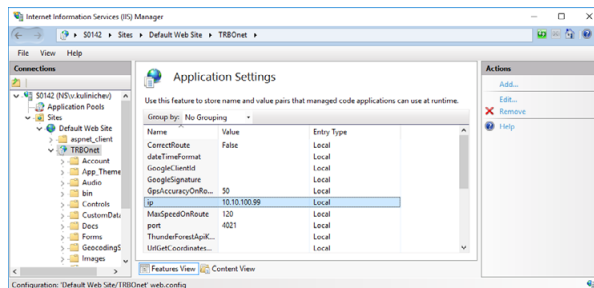 Internet Information Services (IIS) Manager
S0142 ▸ Sites ▸ Default Web Site ▸ TRBOnet ▸
File View Help
Connections
S0142 (NS\v.kulinichev)
Application Pools
Sites
Default Web Site
aspnet_client
TRBOnet
Account
App_Theme
Audio
bin
Controls
CustomData
Docs
Forms
GeocodingS
Images
Application Settings
Use this feature to store name and value pairs that managed code applications can use at runtime.
Group by: No Grouping
Name Value Entry Type
CorrectRoute False Local
dateTimeFormat Local
GoogleClientId Local
GoogleSignature Local
GpsAccuracyOnRo... 50 Local
ip 10.10.100.99 Local
MaxSpeedOnRoute 120 Local
port 4021 Local
ThunderForestApiK... Local
UrlGetCoordinates... Local
Features View Content View
Actions
Add...
Edit...
Remove
Help
Configuration: 'Default Web Site/TRBOnet' web.config